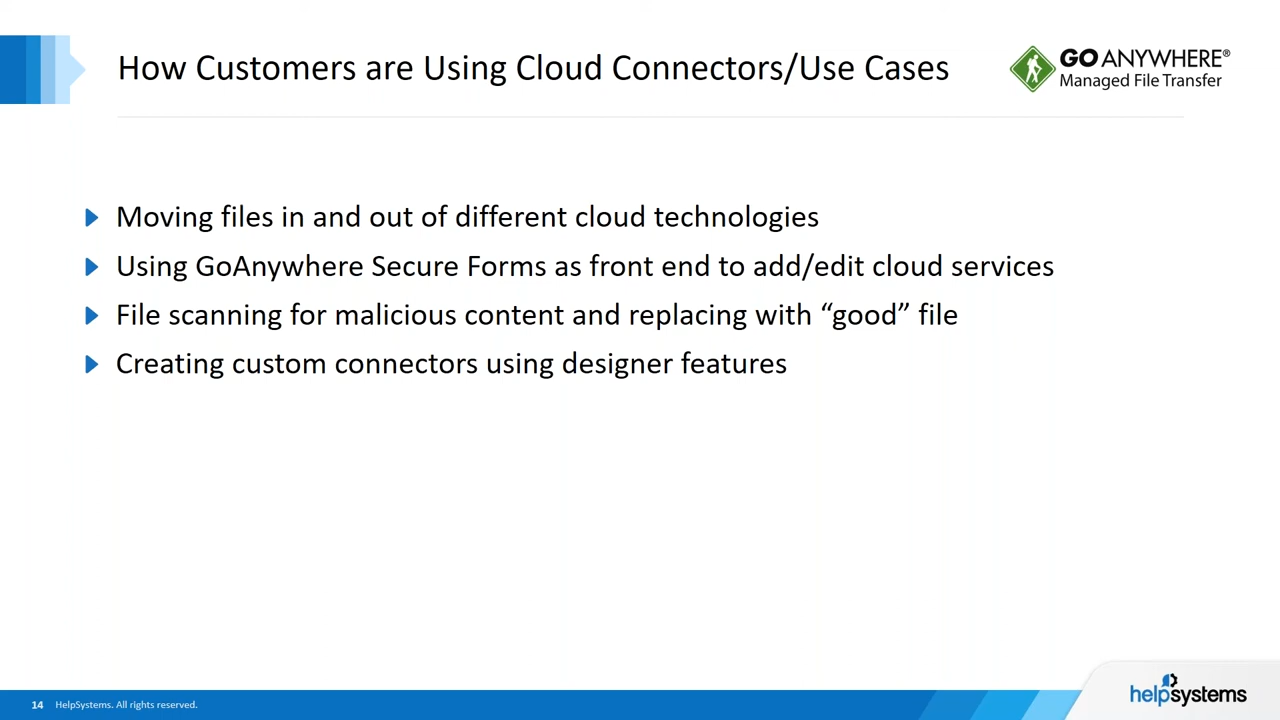 How Customers are Using Cloud Connectors/Use Cases
GO ANYWHERE®
Managed File Transfer
Moving files in and out of different cloud technologies
Using GoAnywhere Secure Forms as front end to add/edit cloud services
File scanning for malicious content and replacing with “good” file
Creating custom connectors using designer features
14 HelpSystems. All rights reserved.
helpsystems